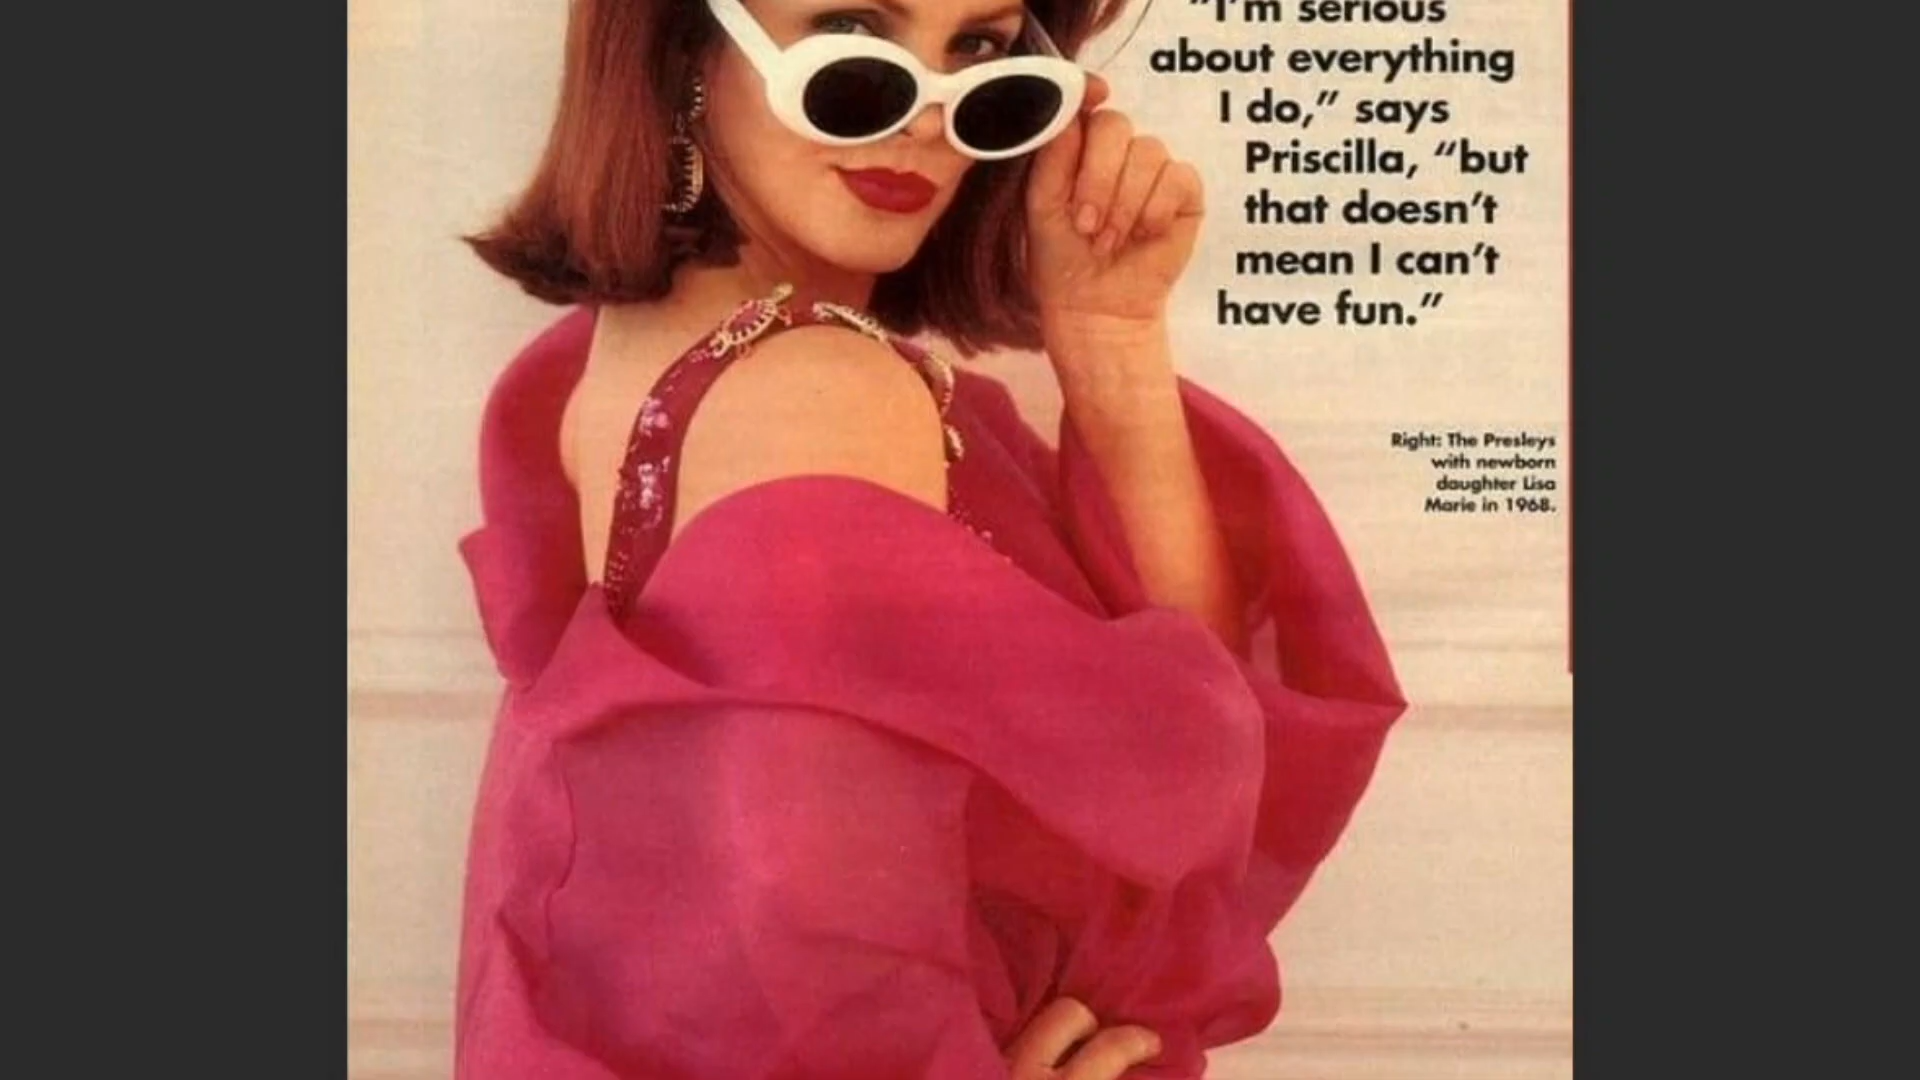 "I'm serious
about everything
I do," says
Priscilla, "but
that doesn't
mean I can't
have fun."
Right: The Presleys
with newborn
daughter Lisa
Marie in 1968.